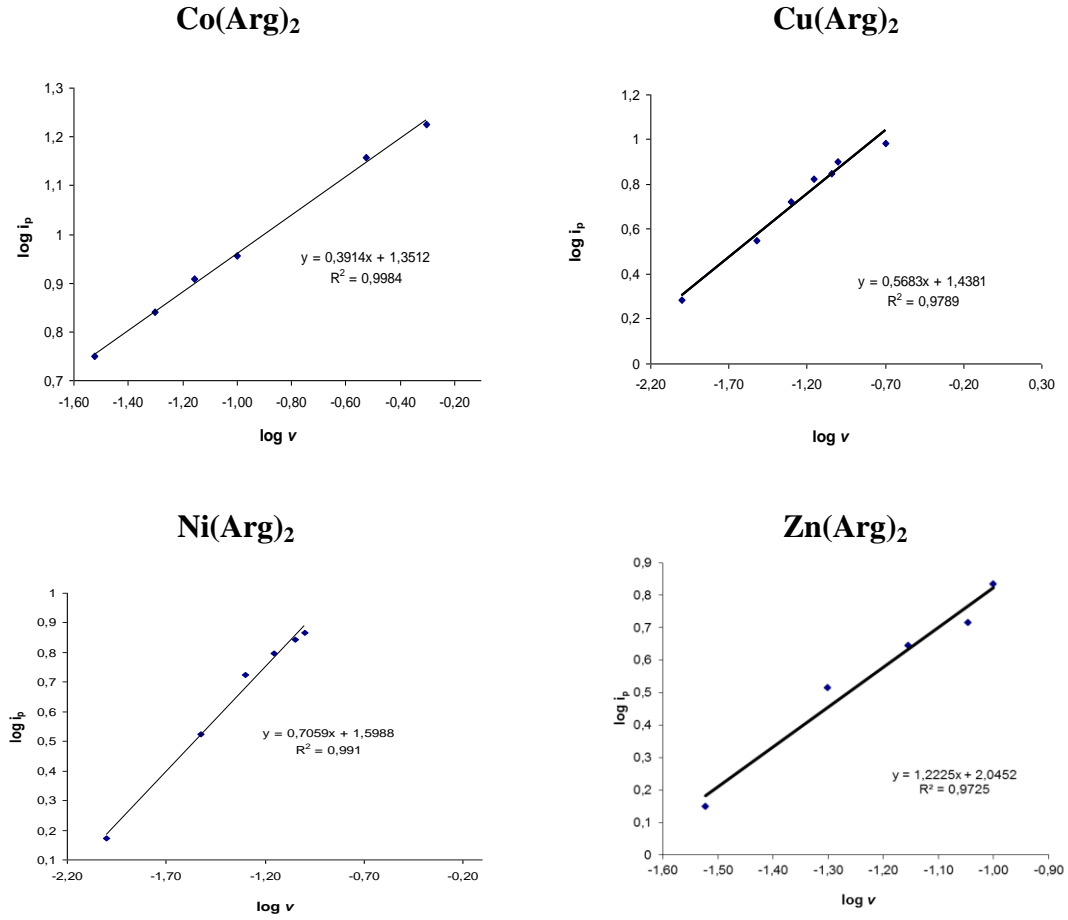 Co(Arg)2
1,3
1,2
1,1
1
0,9
0,8
0,7
log ip
y = 0,3914x + 1,3512
R2 = 0,9984
-1,60 -1,40 -1,20 -1,00 -0,80 -0,60 -0,40 -0,20
log v
Cu(Arg)2
1,2
1
0,8
0,6
0,4
0,2
0
log ip
y = 0,5683x + 1,4381
R2 = 0,9789
-2,20 -1,70 -1,20 -0,70 -0,20 0,30
log v
Ni(Arg)2
1
0,9
0,8
0,7
0,6
0,5
0,4
0,3
0,2
0,1
log ip
y = 0,7059x + 1,5988
R2 = 0,991
-2,20 -1,70 -1,20 -0,70 -0,20
log v
Zn(Arg)2
0,9
0,8
0,7
0,6
0,5
0,4
0,3
0,2
0,1
0
log ip
y = 1,2225x + 2,0452
R² = 0,9725
-1,60 -1,50 -1,40 -1,30 -1,20 -1,10 -1,00 -0,90
log v